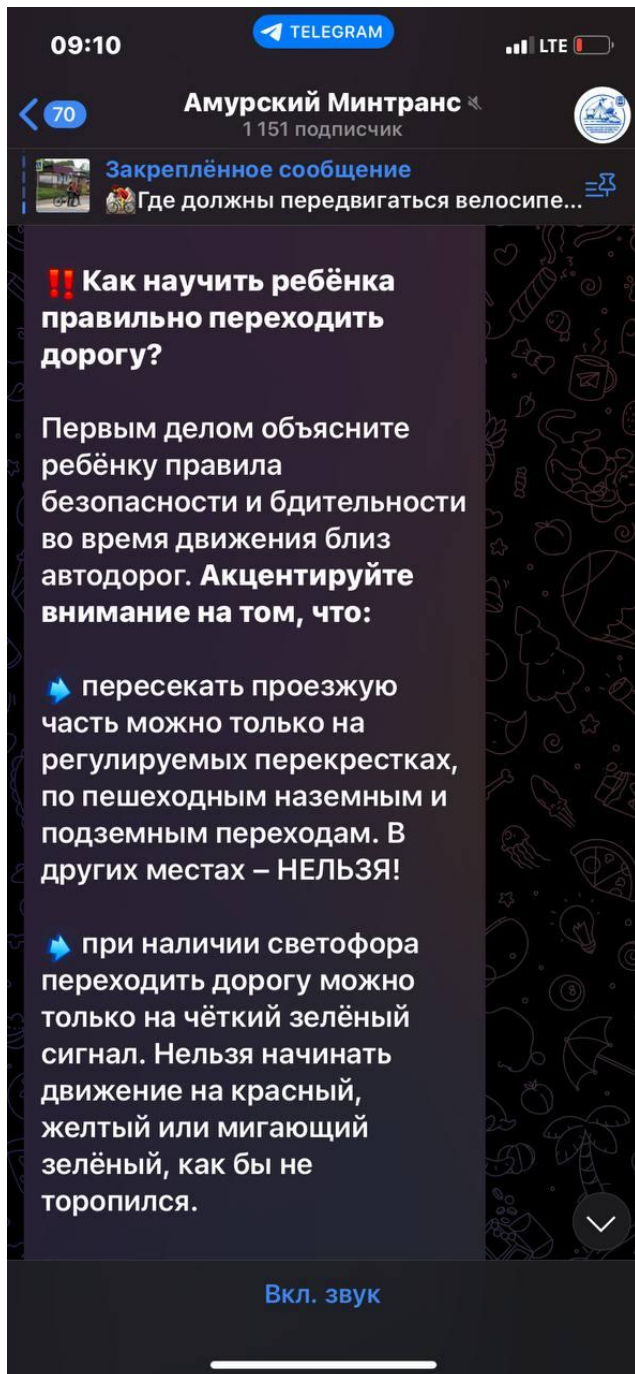 09:10
TELEGRAM
LTE
70
Амурский Минтранс
1 151 подписчик
Закреплённое сообщение
Где должны передвигаться велосипе...
‼️ Как научить ребёнка
правильно переходить
дорогу?
Первым делом объясните
ребёнку правила
безопасности и бдительности
во время движения близ
автодорог. Акцентируйте
внимание на том, что:
пересекать проезжую
часть можно только на
регулируемых перекрестках,
по пешеходным наземным и
подземным переходам. В
других местах – НЕЛЬЗЯ!
при наличии светофора
переходить дорогу можно
только на чёткий зелёный
сигнал. Нельзя начинать
движение на красный,
желтый или мигающий
зелёный, как бы не
торопился.
Вкл. звук